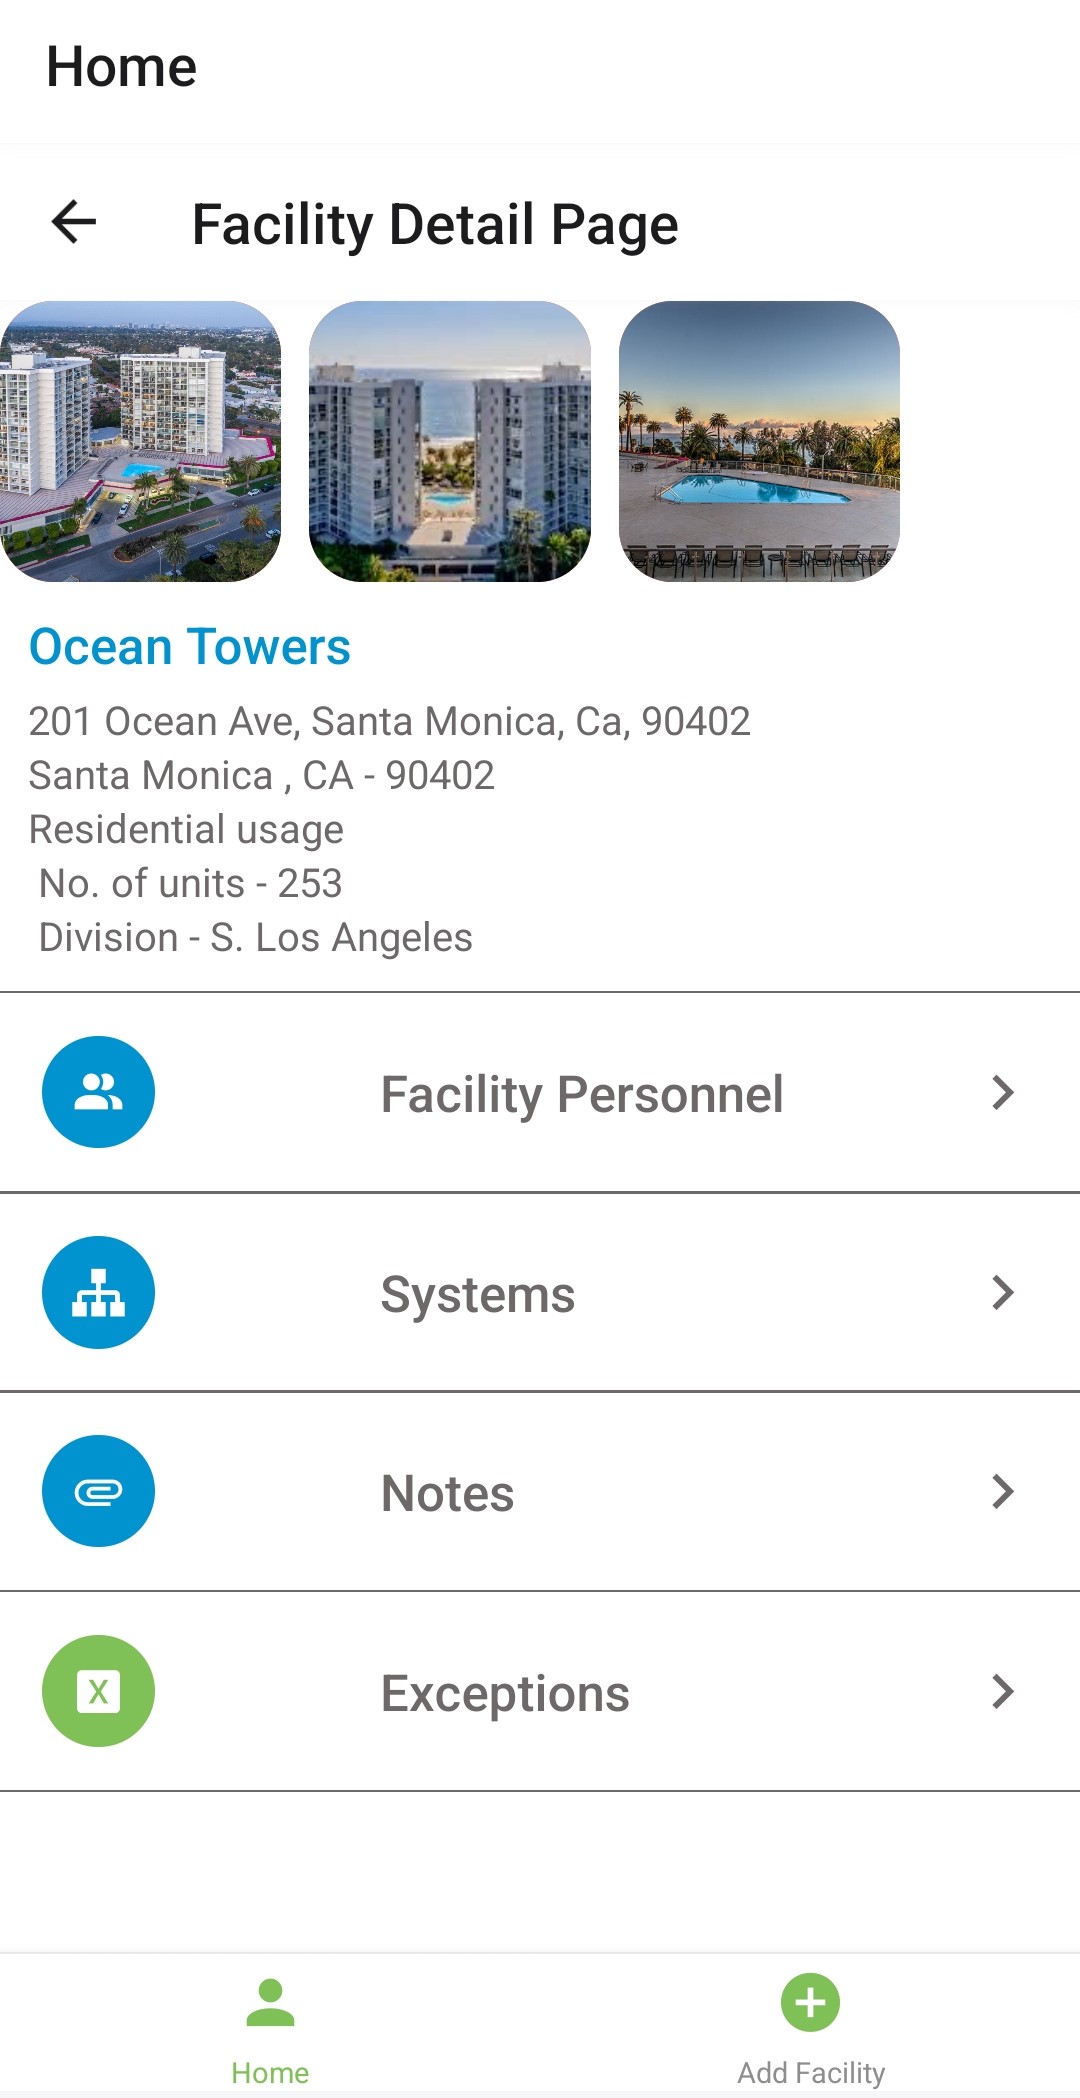 Home
Facility Detail Page
Ocean Towers
201 Ocean Ave, Santa Monica, Ca, 90402
Santa Monica , CA - 90402
Residential usage
No. of units - 253
Division - S. Los Angeles
Facility Personnel
Systems
Notes
X
Exceptions
Home
Add Facility